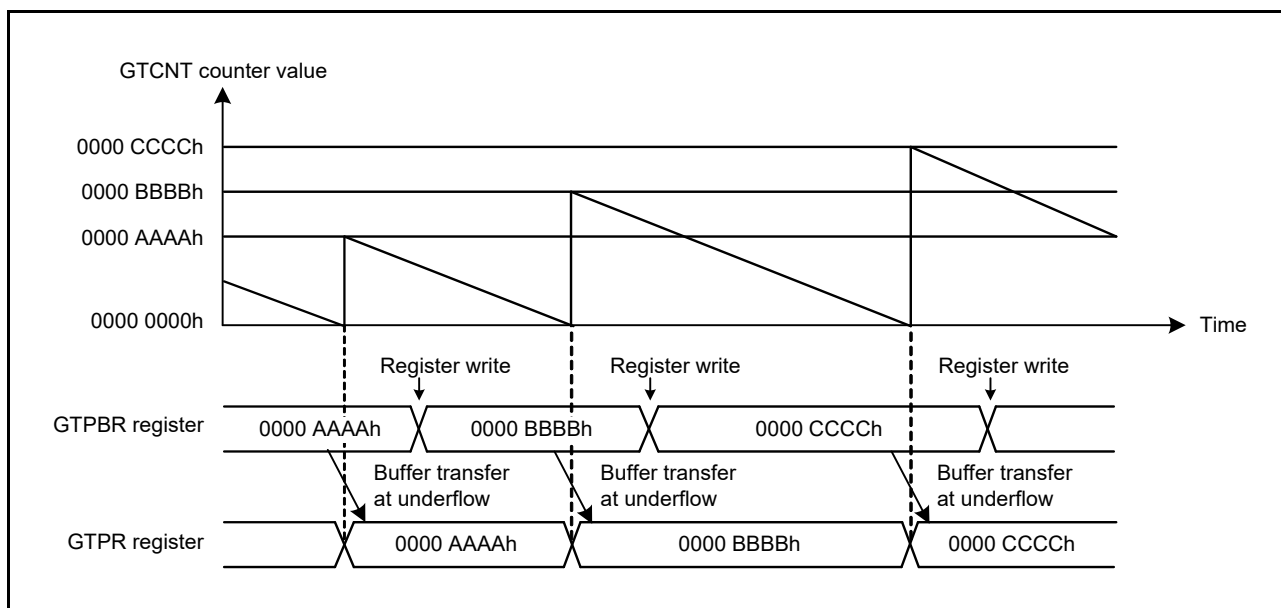 GTCNT counter value
0000 CCCCh
0000 BBBBh
0000 AAAAh
0000 0000h
Time
Register write
Register write
Register write
GTPBR register
0000 AAAAh
0000 BBBBh
0000 CCCCh
Buffer transfer
at underflow
Buffer transfer
at underflow
Buffer transfer
at underflow
GTPR register
0000 AAAAh
0000 BBBBh
0000 CCCCh